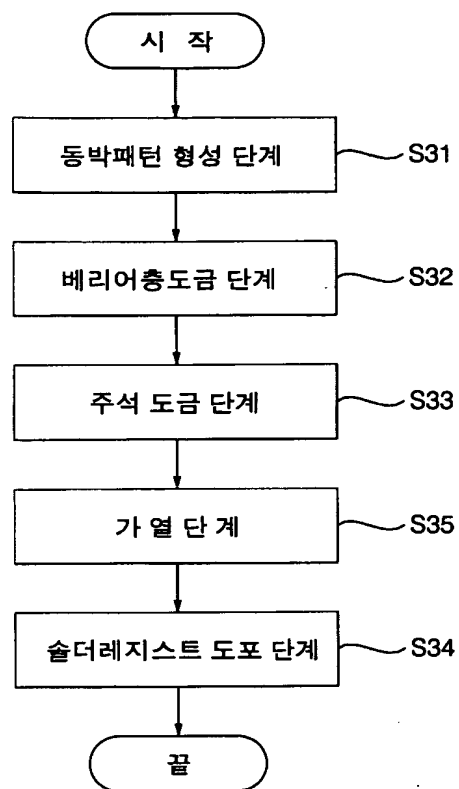 시 작
동박패턴 형성 단계
S31
베리어층도금 단계
S32
주석 도금 단계
S33
가 열 단 계
S35
솔더레지스트 도포 단계
S34
끝